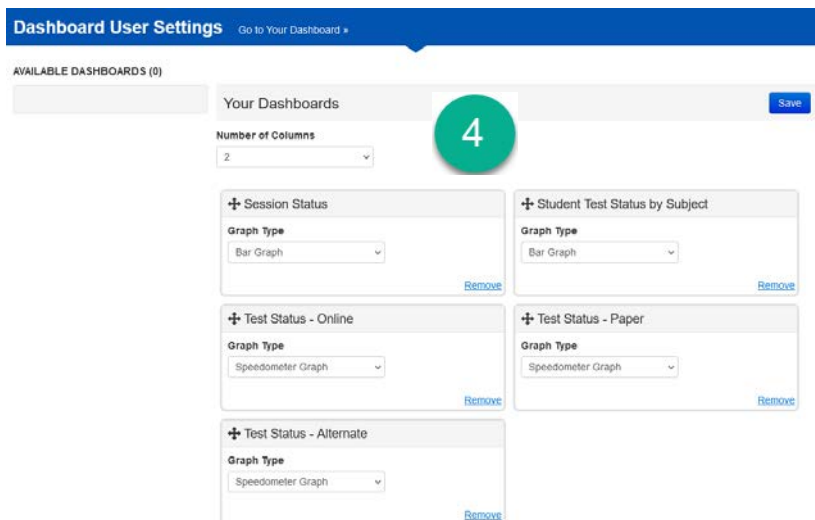 Dashboard User Settings Go to Your Dashboard »
AVAILABLE DASHBOARDS (0)
Your Dashboards
4
Save
Number of Columns
2
Session Status
Graph Type
Bar Graph
Remove
Student Test Status by Subject
Graph Type
Bar Graph
Remove
Test Status - Online
Graph Type
Speedometer Graph
Remove
Test Status - Paper
Graph Type
Speedometer Graph
Remove
Test Status - Alternate
Graph Type
Speedometer Graph
Remove